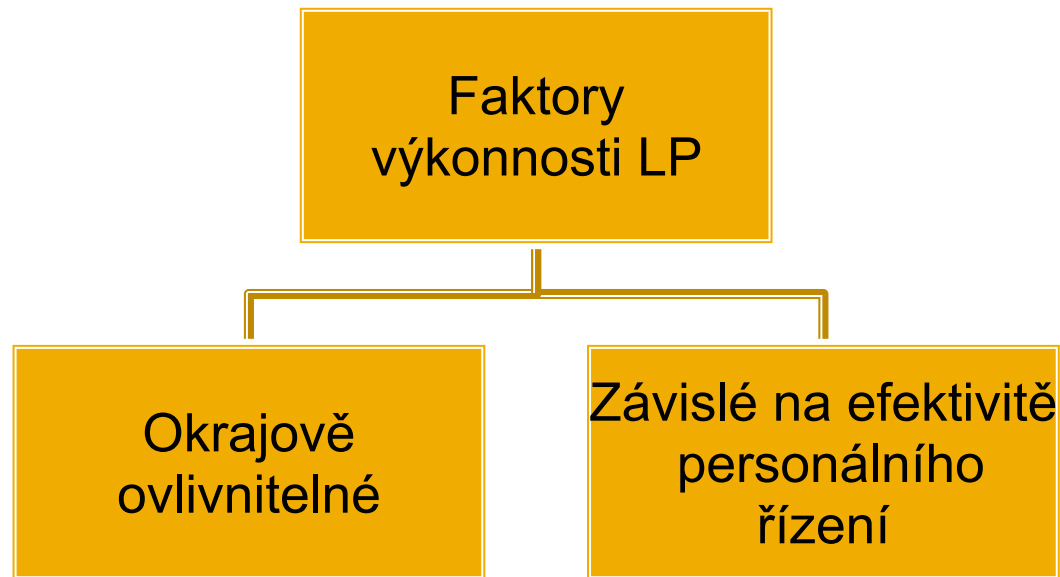 Faktory
výkonnosti LP
Okrajově
ovlivnitelné
Závislé na efektivitě
personálního
řízení